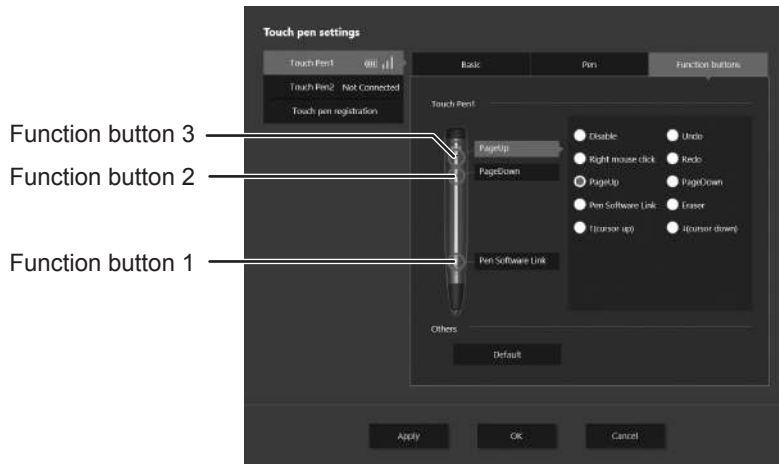 Touch pen settings
Touch Pen1
Basic
Pen
Function buttons
Touch Pen2 Not Connected
Touch pen registration
Touch Pen1
Function button 3
Function button 2
Function button 1
PageUp
PageDown
Pen Software Link
Disable
Undo
Right mouse click
Redo
PageUp
PageDown
Pen Software Link
Eraser
↑(cursor up)
↓(cursor down)
Others
Default
Apply
OK
Cancel